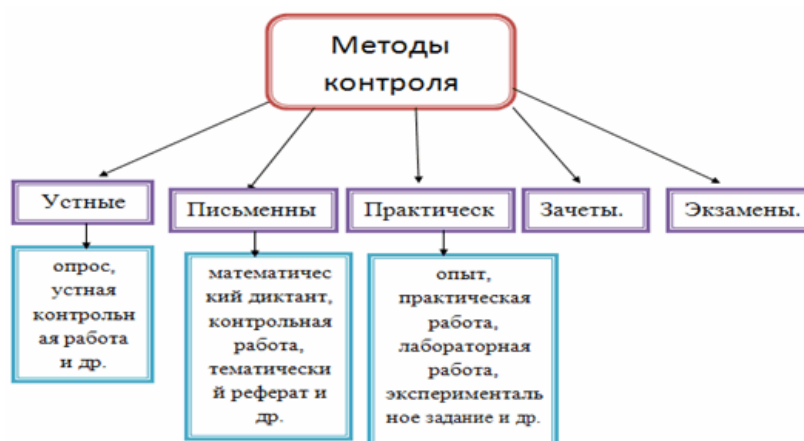 Методы
контроля
Устные
Письменны
Практическ
Зачеты.
Экзамены.
опрос,
устная
контрольн
ая работа
и др.
математичес
кий диктант,
контрольная
работа,
тематически
й реферат и
др.
опыт,
практическая
работа,
лабораторная
работа,
эксперименталь
ное задание и др.